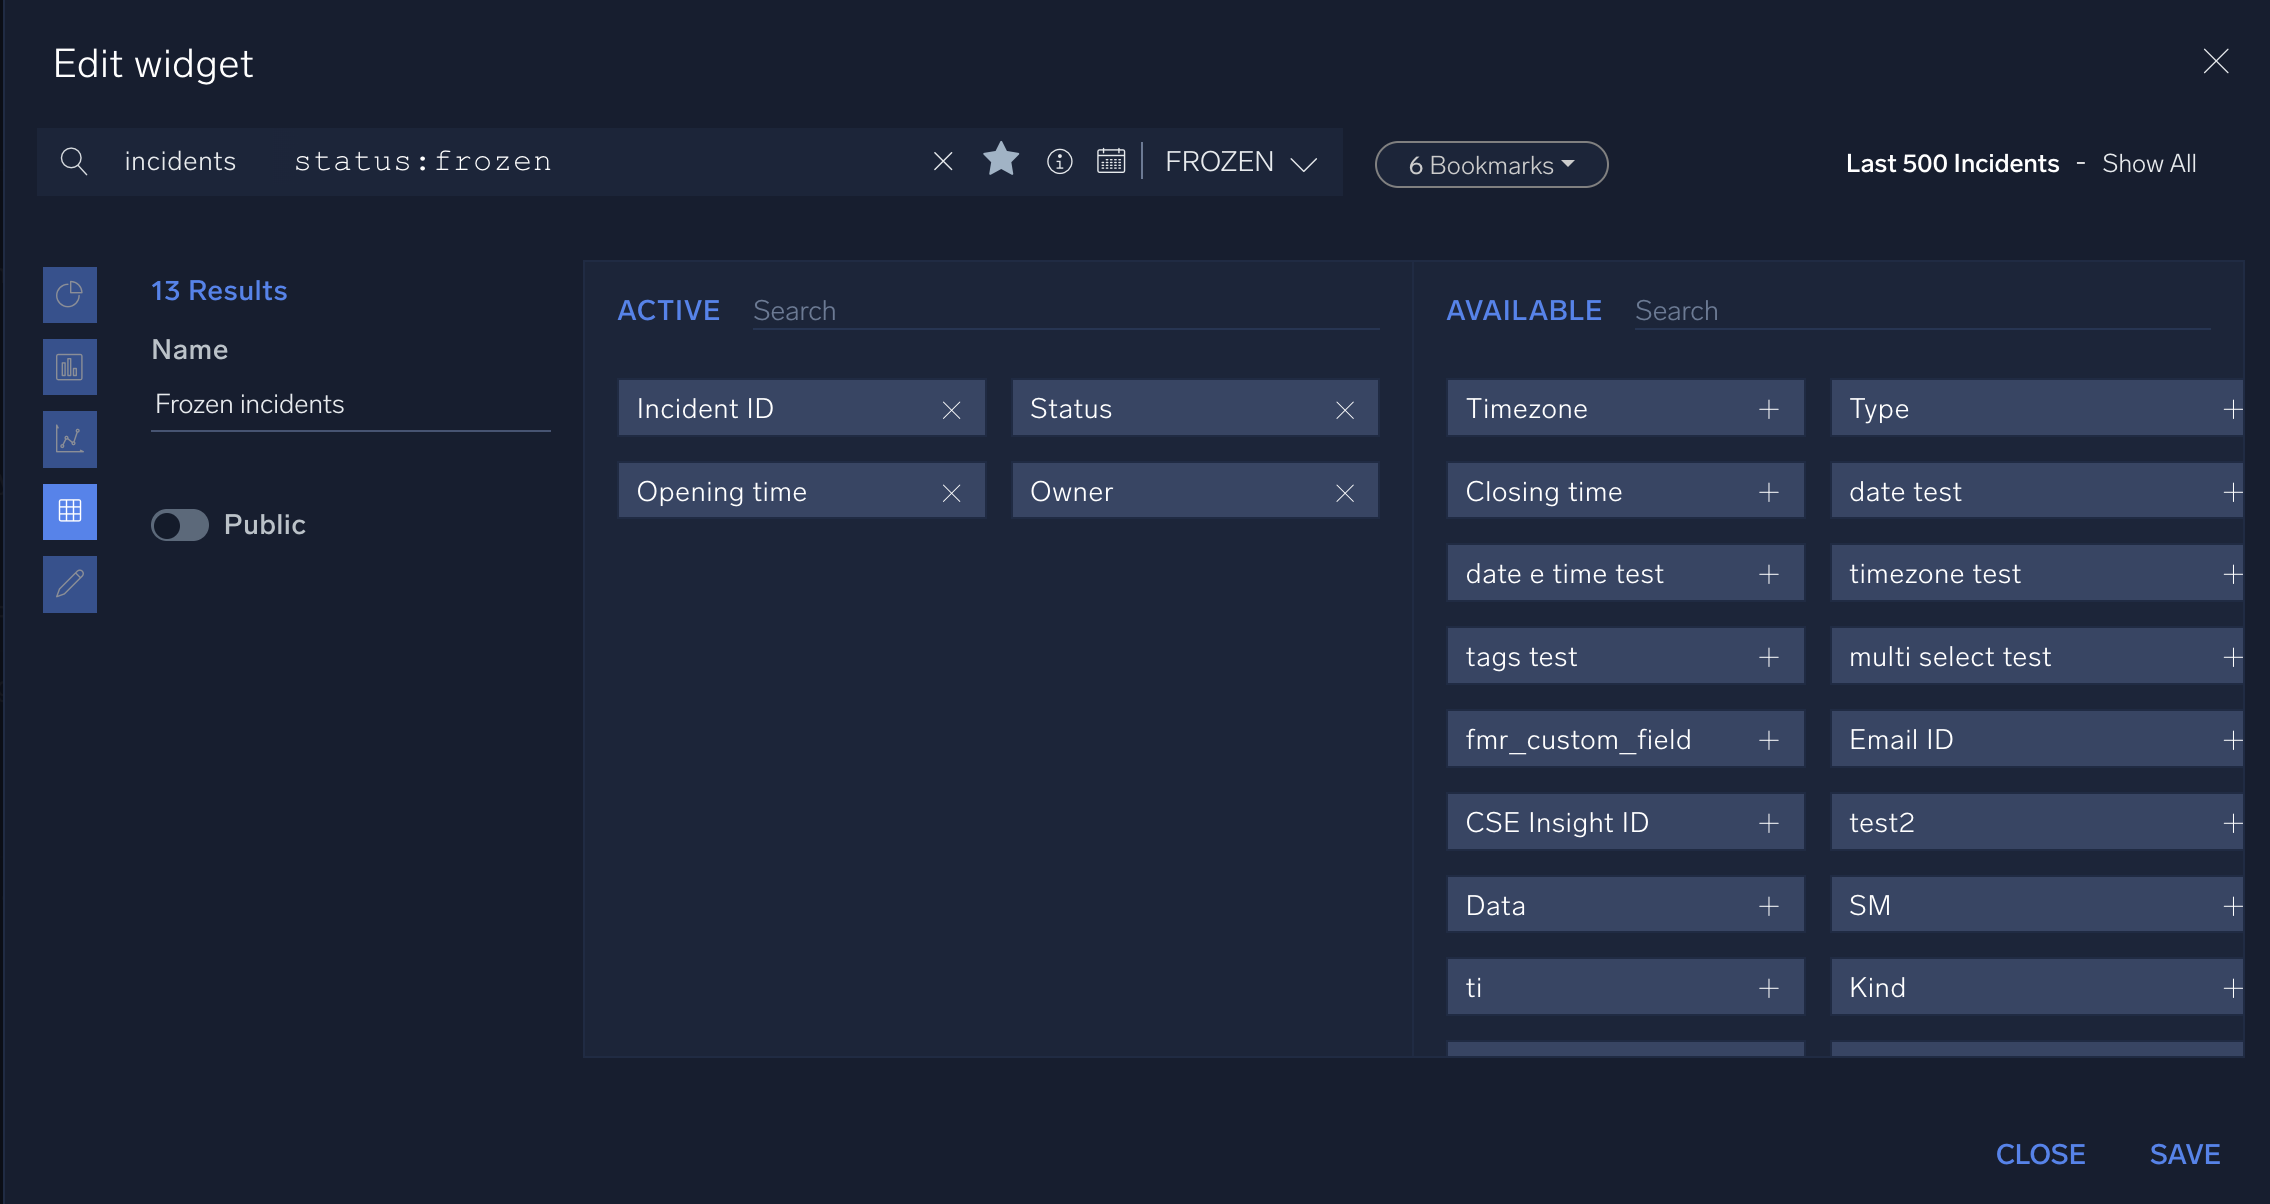 Edit widget
incidents status:frozen FROZEN 6 Bookmarks Last 500 Incidents - Show All
13 Results
Name
Frozen incidents
Public
ACTIVE Search
Incident ID Status
Opening time Owner
AVAILABLE Search
Timezone Type
Closing time date test
date e time test timezone test
tags test multi select test
fmr_custom_field Email ID
CSE Insight ID test2
Data SM
ti Kind
CLOSE SAVE